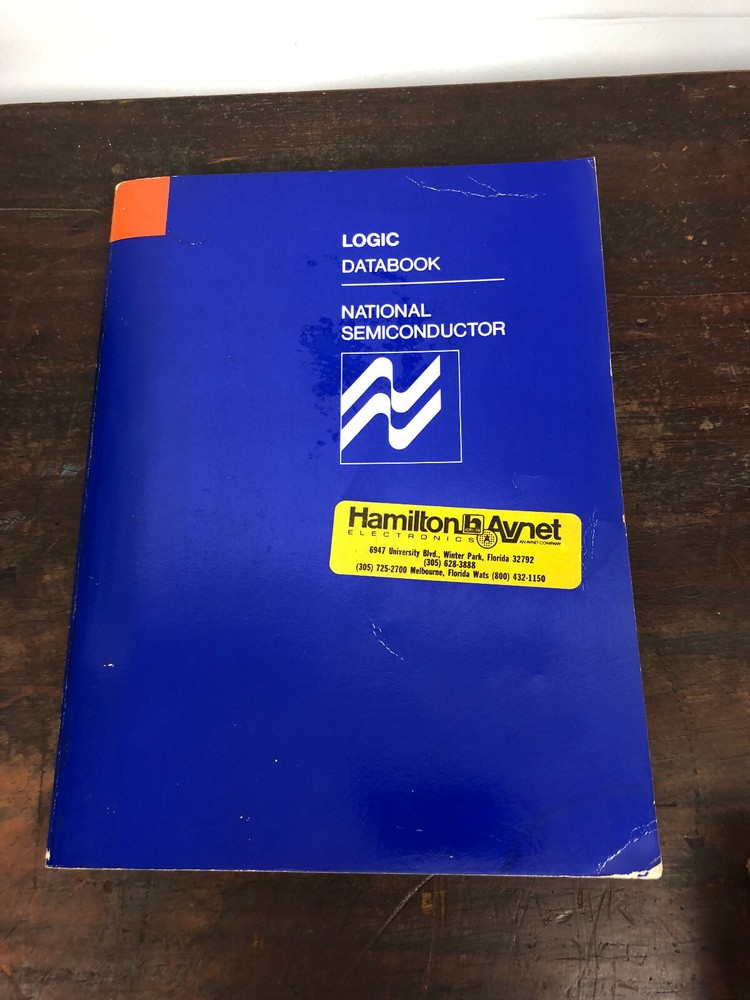 LOGIC
DATABOOK
NATIONAL
SEMICONDUCTOR
Hamilton h Avnet
ELECTRONICS AN AVNET COMPANY
6947 University Blvd., Winter Park, Florida 32792
(305) 628-3888
(305) 725-2700 Melbourne, Florida Wats (800) 432-1150